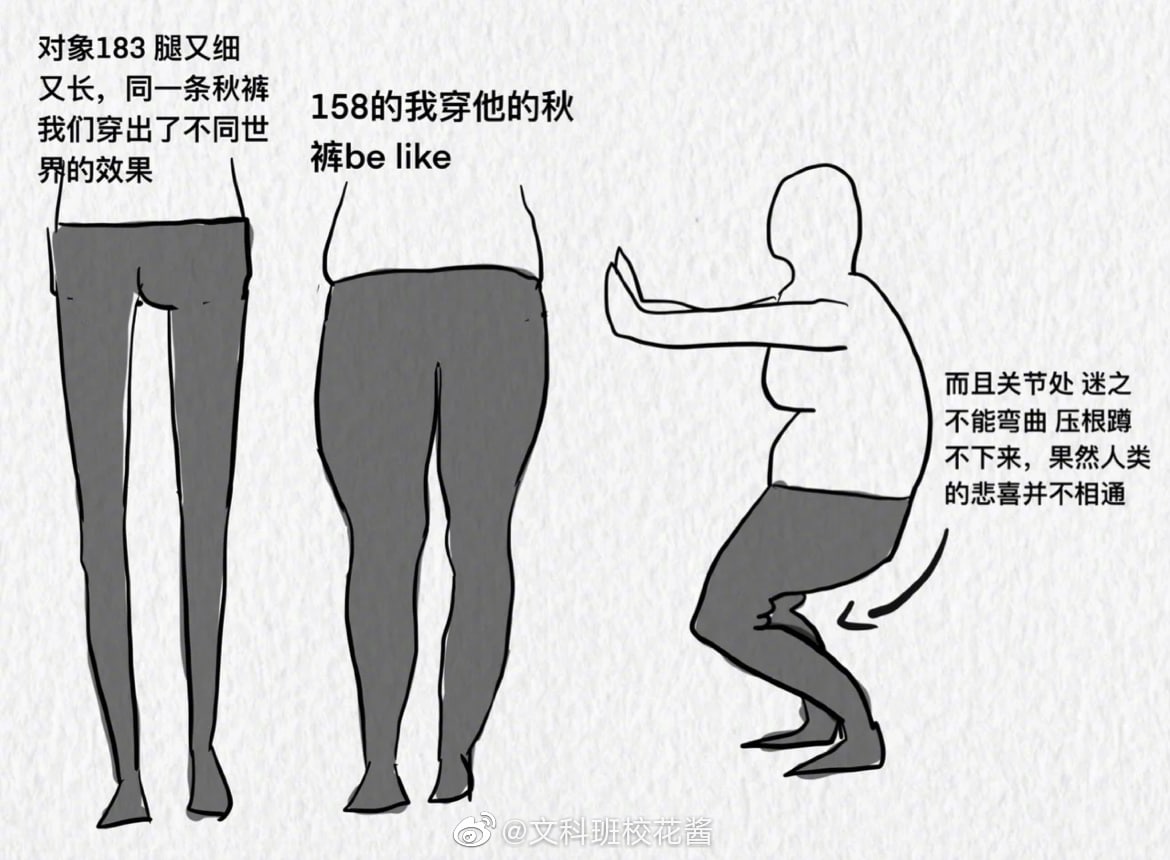 对象183 腿又细
又长，同一条秋裤
我们穿出了不同世
界的效果
158的我穿他的秋
裤be like
而且关节处 迷之
不能弯曲 压根蹲
不下来，果然人类
的悲喜并不相通
@文科班校花酱